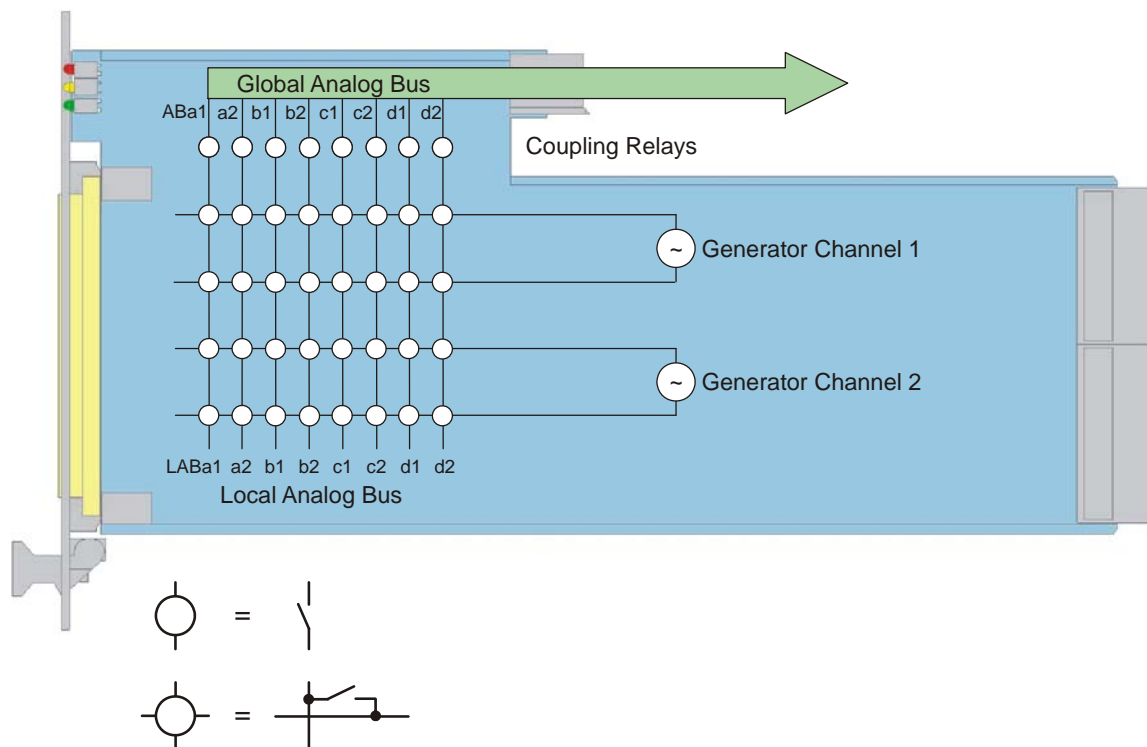 Global Analog Bus
ABa1 a2 b1 b2 c1 c2 d1 d2
Coupling Relays
~ Generator Channel 1
~ Generator Channel 2
LABa1 a2 b1 b2 c1 c2 d1 d2
Local Analog Bus
=
=